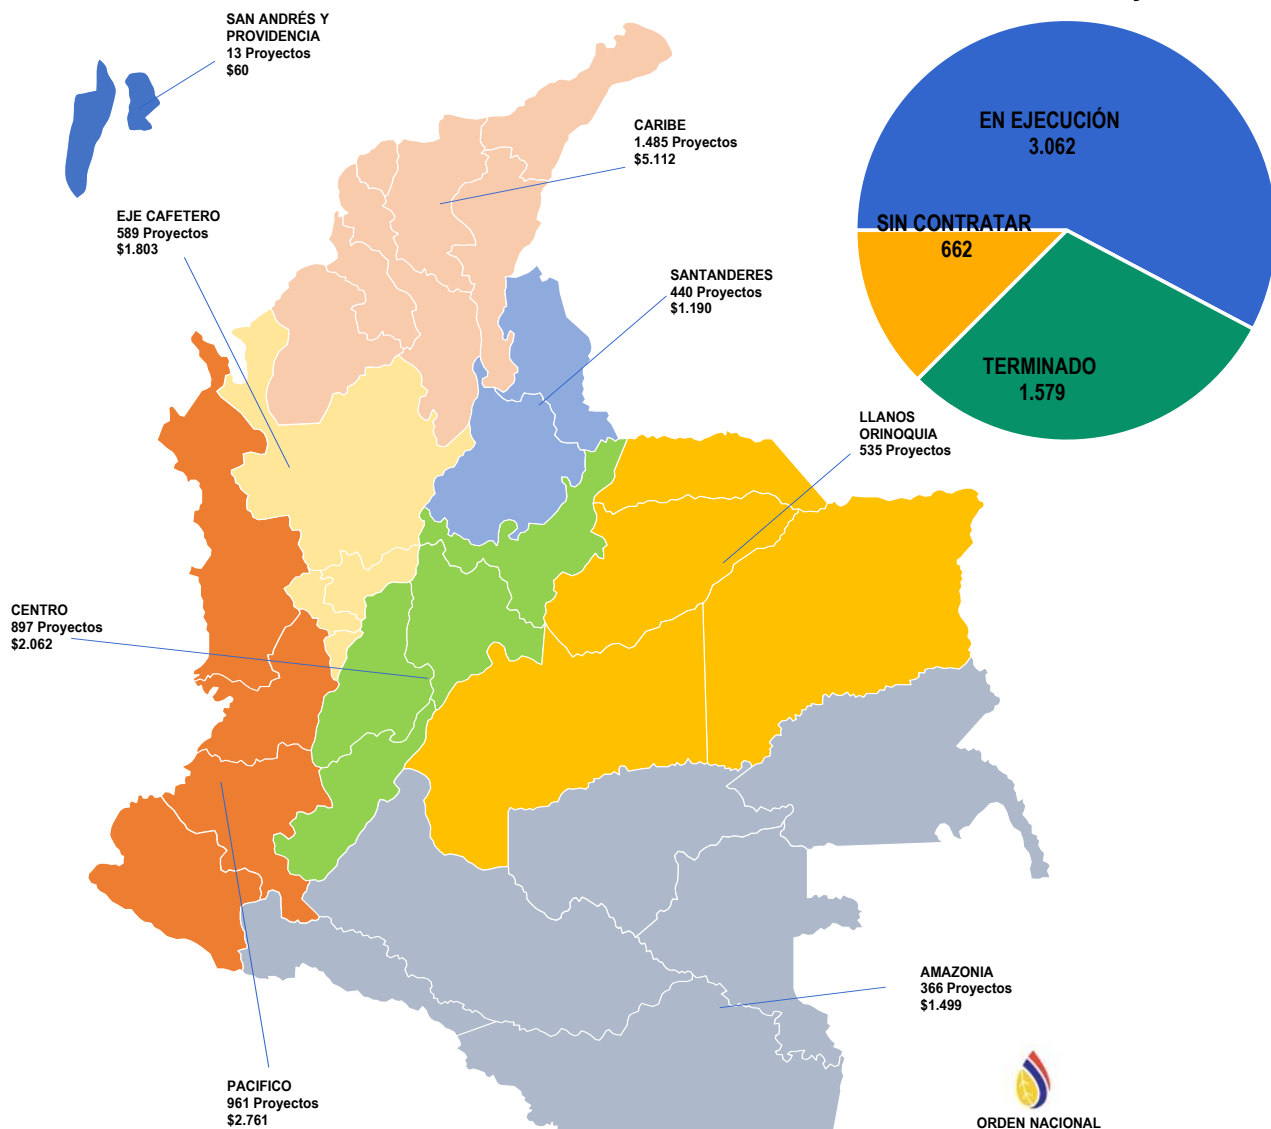 SAN ANDRÉS Y
PROVIDENCIA
13 Proyectos
$60
EN EJECUCIÓN
3.062
CARIBE
1.485 Proyectos
$5.112
EJE CAFETERO
589 Proyectos
$1.803
SIN CONTRATAR
662
SANTANDERES
440 Proyectos
$1.190
TERMINADO
1.579
LLANOS
ORINOQUIA
535 Proyectos
CENTRO
897 Proyectos
$2.062
AMAZONIA
366 Proyectos
$1.499
PACIFICO
961 Proyectos
$2.761
ORDEN NACIONAL